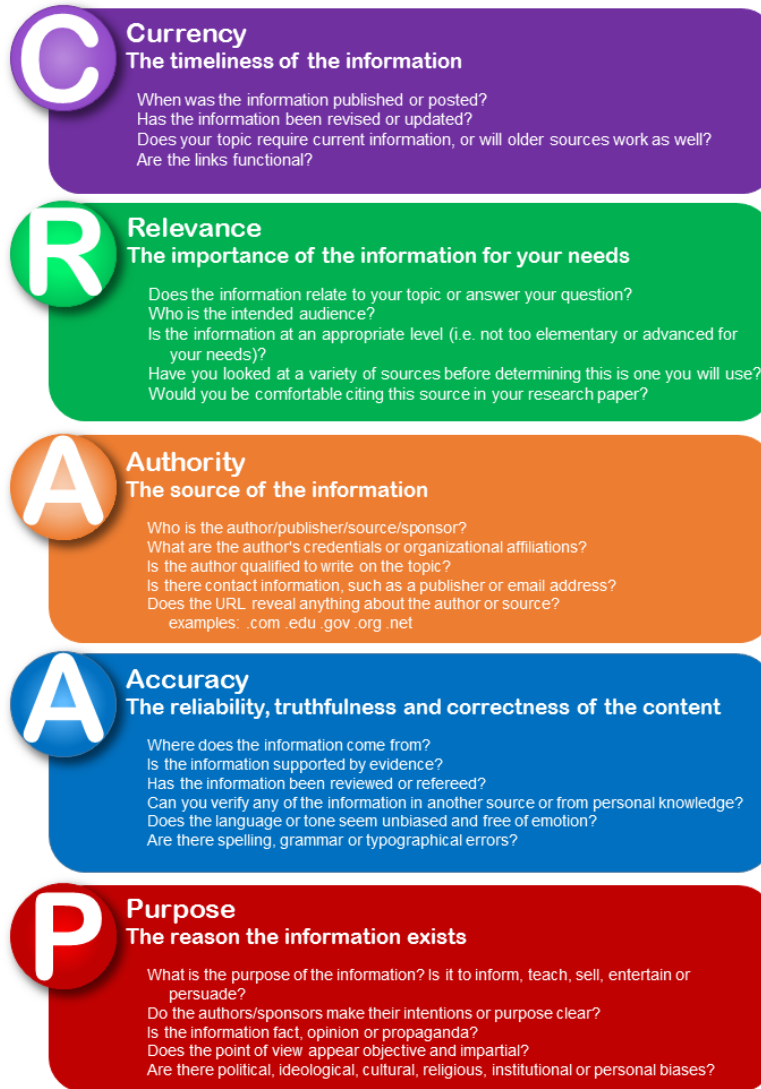 C
Currency
The timeliness of the information
When was the information published or posted?
Has the information been revised or updated?
Does your topic require current information, or will older sources work as well?
Are the links functional?
R
Relevance
The importance of the information for your needs
Does the information relate to your topic or answer your question?
Who is the intended audience?
Is the information at an appropriate level (i.e. not too elementary or advanced for
your needs)?
Have you looked at a variety of sources before determining this is one you will use?
Would you be comfortable citing this source in your research paper?
A
Authority
The source of the information
Who is the author/publisher/source/sponsor?
What are the author's credentials or organizational affiliations?
Is the author qualified to write on the topic?
Is there contact information, such as a publisher or email address?
Does the URL reveal anything about the author or source?
examples: .com .edu .gov .org .net
A
Accuracy
The reliability, truthfulness and correctness of the content
Where does the information come from?
Is the information supported by evidence?
Has the information been reviewed or refereed?
Can you verify any of the information in another source or from personal knowledge?
Does the language or tone seem unbiased and free of emotion?
Are there spelling, grammar or typographical errors?
P
Purpose
The reason the information exists
What is the purpose of the information? Is it to inform, teach, sell, entertain or
persuade?
Do the authors/sponsors make their intentions or purpose clear?
Is the information fact, opinion or propaganda?
Does the point of view appear objective and impartial?
Are there political, ideological, cultural, religious, institutional or personal biases?